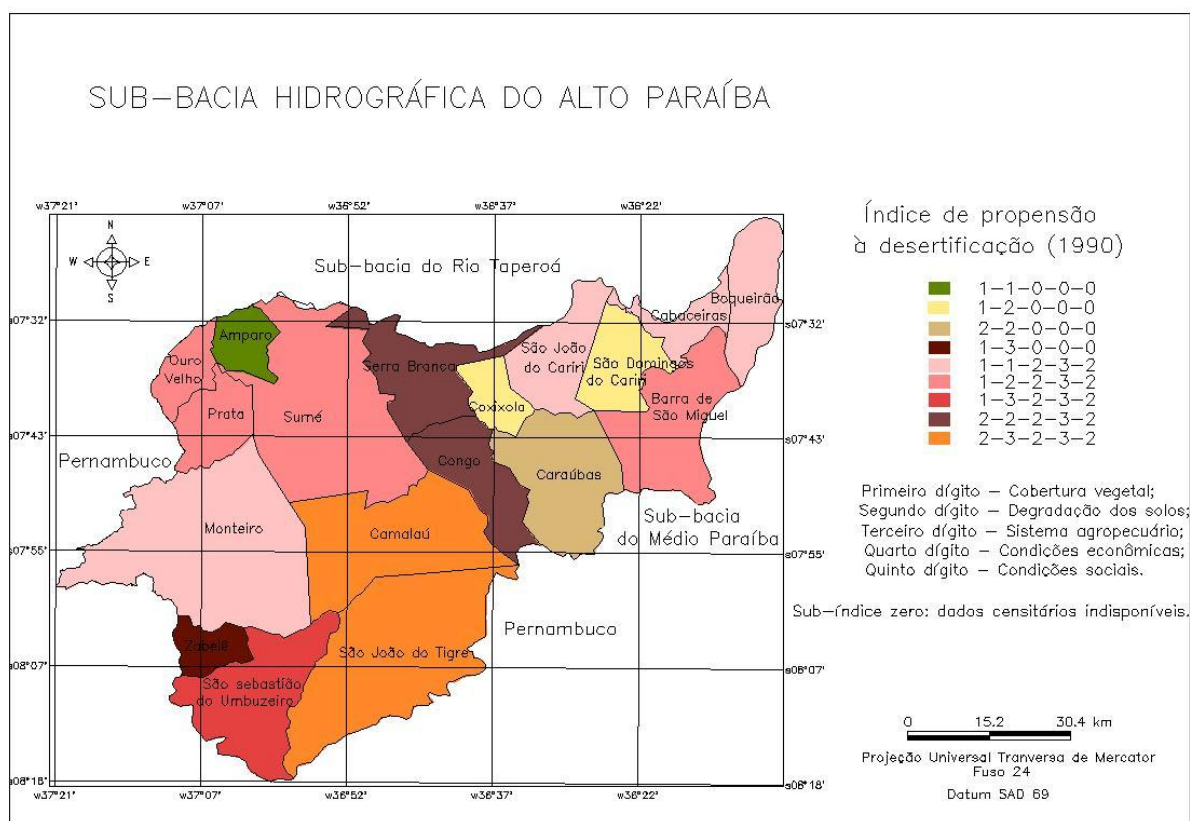 SUB-BACIA HIDROGRÁFICA DO ALTO PARAÍBA
w37°21' w37°07' w36°52' w36°37' w36°22'
N
W E
S
Sub-bacia do Rio Taperoá
Boqueirão
Cabaceiras
s07°32' s07°32'
Amparo
São João
do Cariri
São Domingos
do Cariri
Ouro
Velho
Serra Branca
Prata
Sumé
Coxixola
Barra de
São Miguel
s07°43' s07°43'
Pernambuco
Congo
Caraúbas
Monteiro
Camalaú
Sub-bacia
do Médio Paraíba
s07°55' s07°55'
Pernambuco
Zabelê
São João do Tigre
s08°07' s08°07'
São sebastião
do Umbuzeiro
s08°18' s08°18'
w37°21' w37°07' w36°52' w36°37' w36°22'
Índice de propensão
à desertificação (1990)
1-1-0-0-0
1-2-0-0-0
2-2-0-0-0
1-3-0-0-0
1-1-2-3-2
1-2-2-3-2
1-3-2-3-2
2-2-2-3-2
2-3-2-3-2
Primeiro dígito – Cobertura vegetal;
Segundo dígito – Degradação dos solos;
Terceiro dígito – Sistema agropecuário;
Quarto dígito – Condições econômicas;
Quinto dígito – Condições sociais.
Sub-índice zero: dados censitários indisponíveis.
0 15.2 30.4 km
Projeção Universal Tranversa de Mercator
Fuso 24
Datum SAD 69